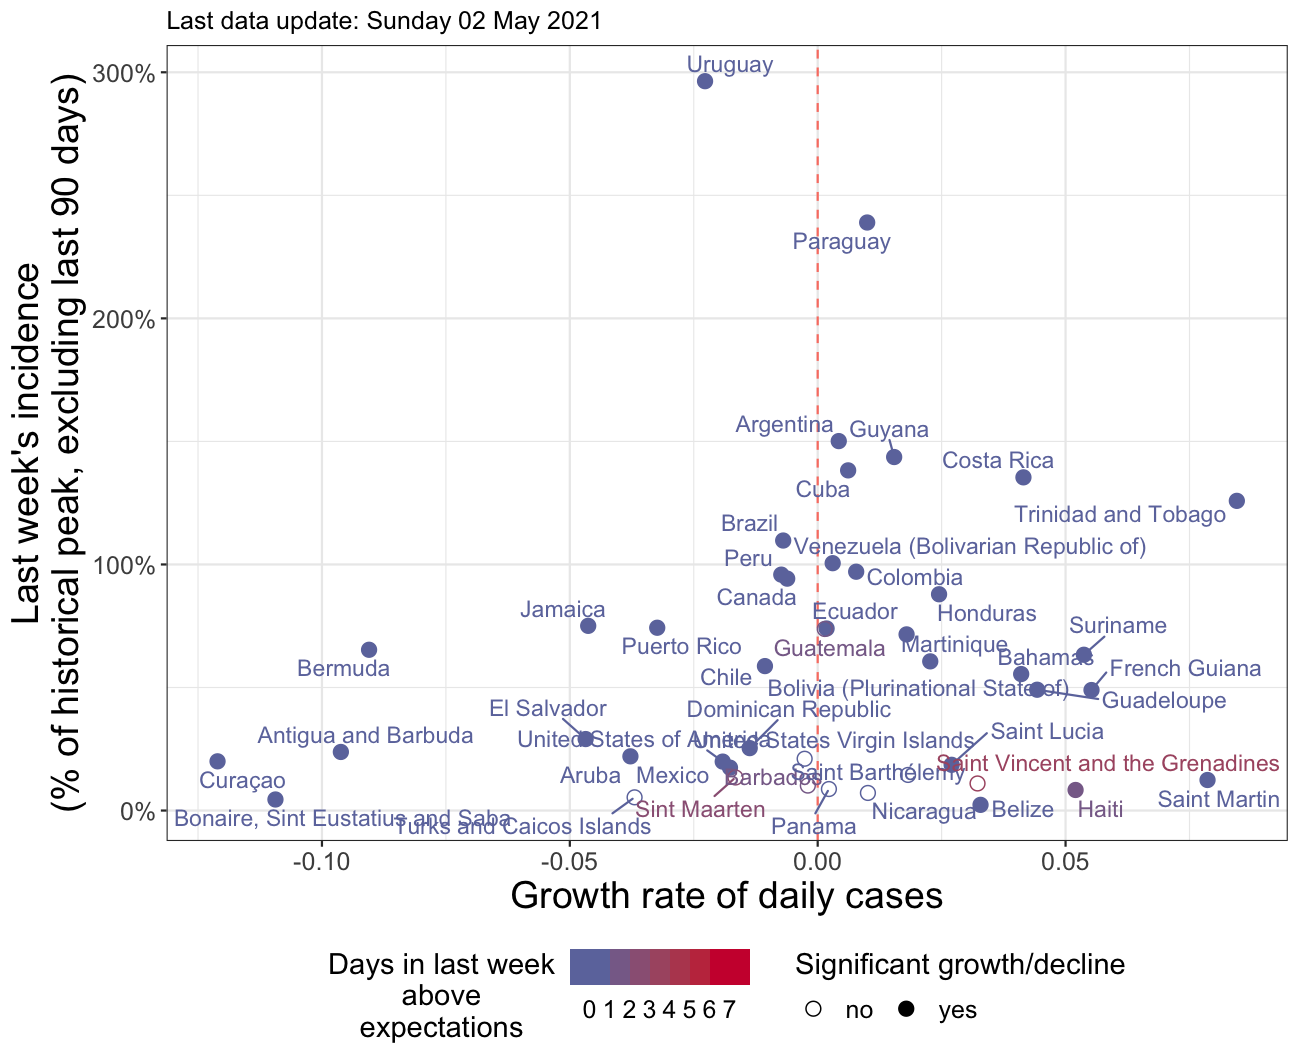 Last data update: Sunday 02 May 2021
Last week's incidence
(% of historical peak, excluding last 90 days)
300%
200%
100%
0%
Uruguay
Paraguay
Argentina
Guyana
Costa Rica
Cuba
Trinidad and Tobago
Brazil
Venezuela (Bolivarian Republic of)
Peru
Colombia
Canada
Jamaica
Ecuador
Honduras
Suriname
Puerto Rico
Guatemala
Martinique
Bahamas
Bermuda
French Guiana
Chile
Bolivia (Plurinational State of)
Guadeloupe
El Salvador
Dominican Republic
Antigua and Barbuda
United States of America
United States Virgin Islands
Saint Lucia
Saint Vincent and the Grenadines
Curaçao
Aruba
Mexico
Barbados
Saint Barthélemy
Saint Martin
Sint Maarten
Nicaragua
Belize
Haiti
Bonaire, Sint Eustatius and Saba
Turks and Caicos Islands
Panama
-0.10
-0.05
0.00
0.05
Growth rate of daily cases
Days in last week
above
expectations
0 1 2 3 4 5 6 7
Significant growth/decline
no
yes